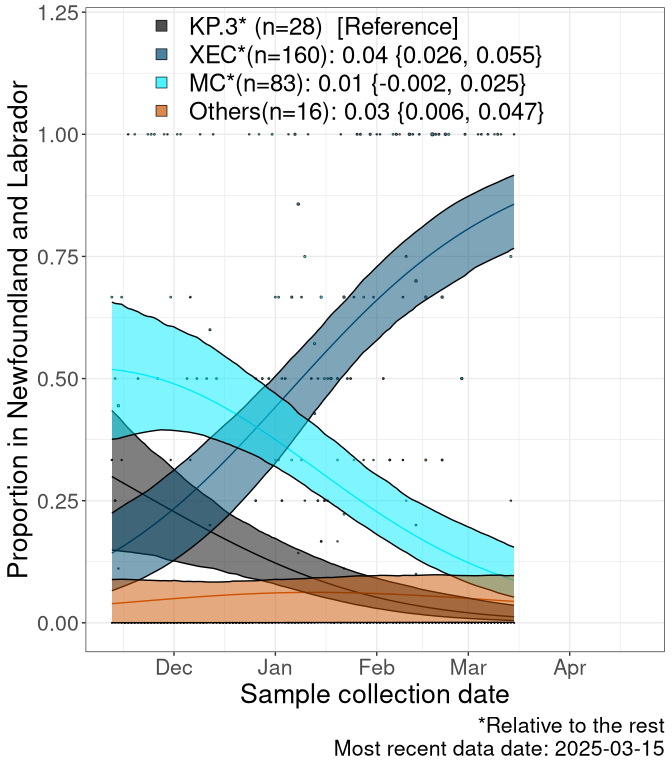 KP.3* (n=28)  [Reference]
XEC*(n=160): 0.04 {0.026, 0.055}
MC*(n=83): 0.01 {-0.002, 0.025}
Others(n=16): 0.03 {0.006, 0.047}
Proportion in Newfoundland and Labrador
1.25
1.00
0.75
0.50
0.25
0.00
Dec Jan Feb Mar Apr
Sample collection date
*Relative to the rest
Most recent data date: 2025-03-15